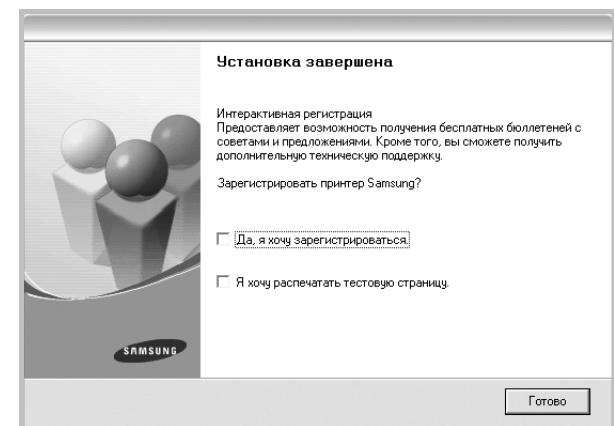 Установка завершена
Интерактивная регистрация
Предоставляет возможность получения бесплатных бюллетеней с
советами и предложениями. Кроме того, вы сможете получить
дополнительную техническую поддержку.
Зарегистрировать принтер Samsung?
Да, я хочу зарегистрироваться.
Я хочу распечатать тестовую страницу.
SAMSUNG
Готово